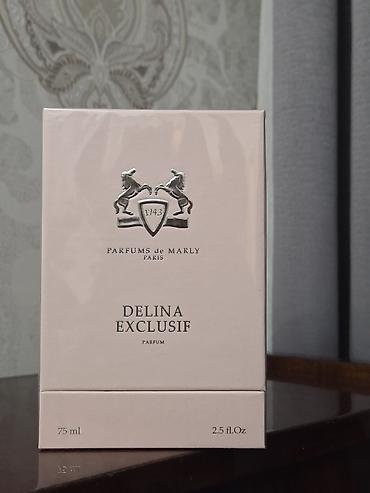 1743
PARFUMS de MARLY
PARIS
DELINA
EXCLUSIF
PARFUM
75 ml 2.5 fl.Oz